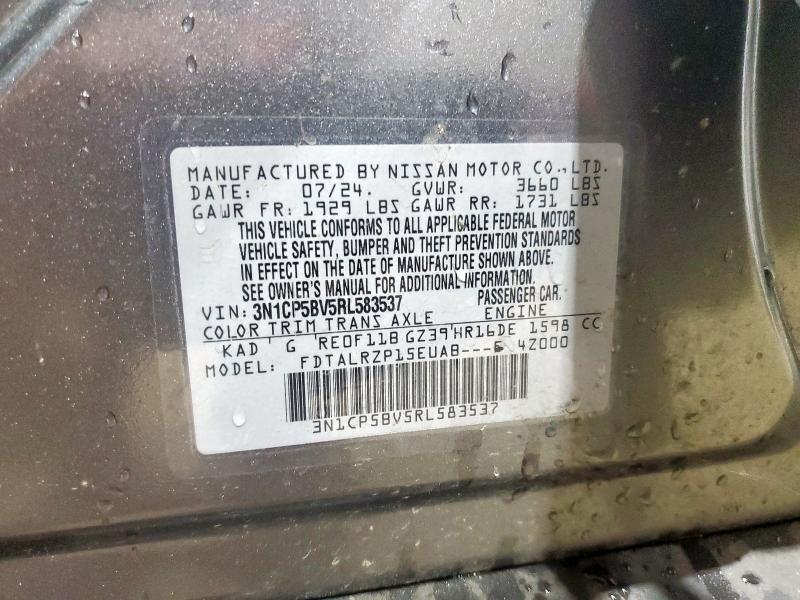 MANUFACTURED BY NISSAN MOTOR CO., LTD.
DATE: 07/24. GVWR: 3660 LBS
GAWR FR: 1929 LBS GAWR RR: 1731 LBS
THIS VEHICLE CONFORMS TO ALL APPLICABLE FEDERAL MOTOR
VEHICLE SAFETY, BUMPER AND THEFT PREVENTION STANDARDS
IN EFFECT ON THE DATE OF MANUFACTURE SHOWN ABOVE.
SEE OWNER'S MANUAL FOR ADDITIONAL INFORMATION.
VIN: 3N1CP5BV5RL583537 PASSENGER CAR.
COLOR TRIM TRANS AXLE ENGINE
KAD G RE0F11B GZ39 HR16DE 1598 CC
MODEL: FDTALRZP15EUAB---E 4Z000
3N1CP5BV5RL583537